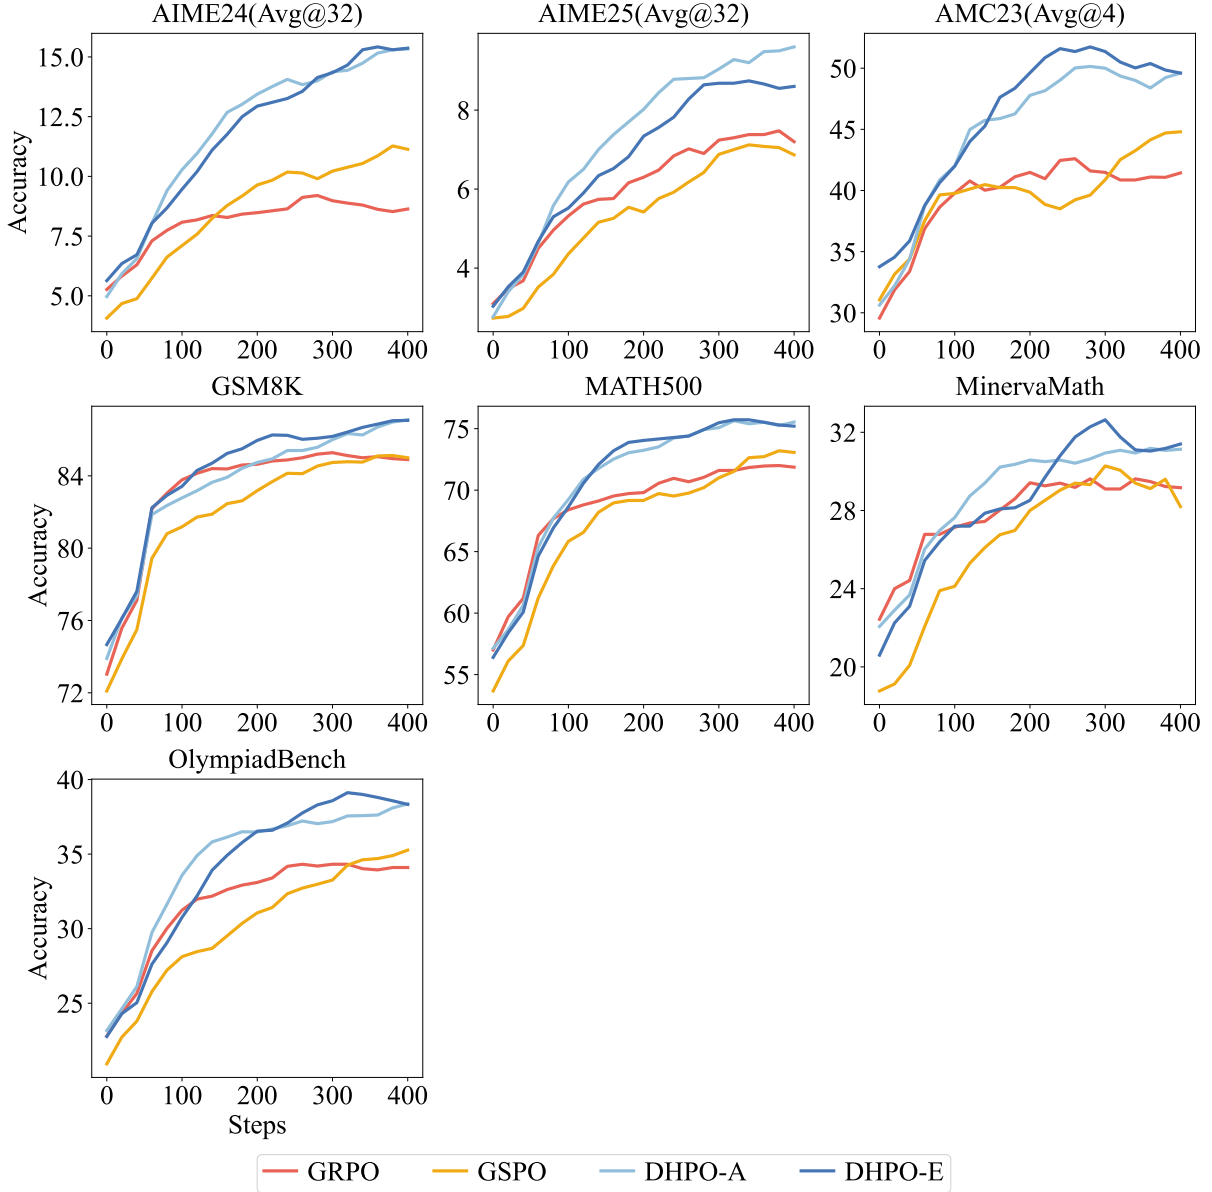 AIME24(Avg@32) AIME25(Avg@32) AMC23(Avg@4)
Accuracy
15.0
12.5
10.0
7.5
5.0
0 100 200 300 400
8
6
4
0 100 200 300 400
50
45
40
35
30
0 100 200 300 400
GSM8K MATH500 MinervaMath
Accuracy
84
80
76
72
0 100 200 300 400
75
70
65
60
55
0 100 200 300 400
32
28
24
20
0 100 200 300 400
OlympiadBench
Accuracy
40
35
30
25
0 100 200 300 400
Steps
GRPO GSPO DHPO-A DHPO-E